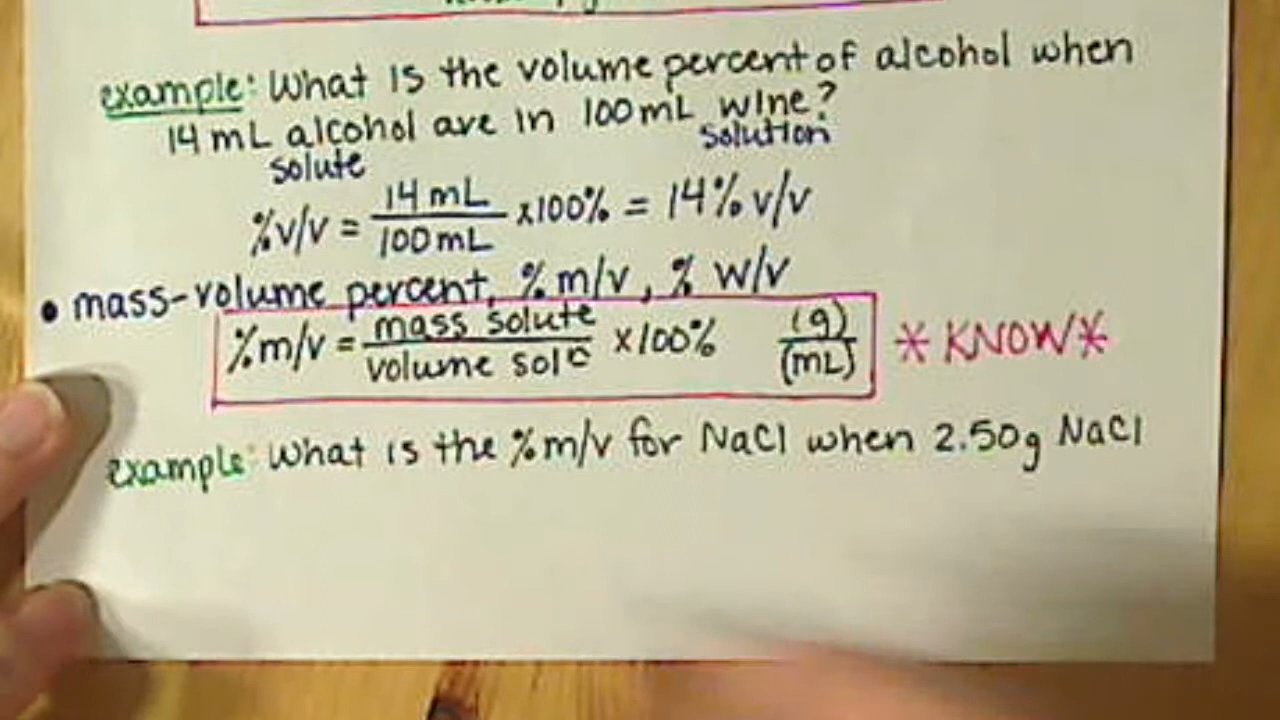 example: What is the volume percent of alcohol when
14 mL alcohol are in 100 mL wine?
solute solution
%v/v = 14 mL / 100 mL x100% = 14% v/v
• mass-volume percent, % m/v, % w/v
%m/v = mass solute / volume solⁿ x100% (g)/(mL) *KNOW*
example: What is the %m/v for NaCl when 2.50g NaCl